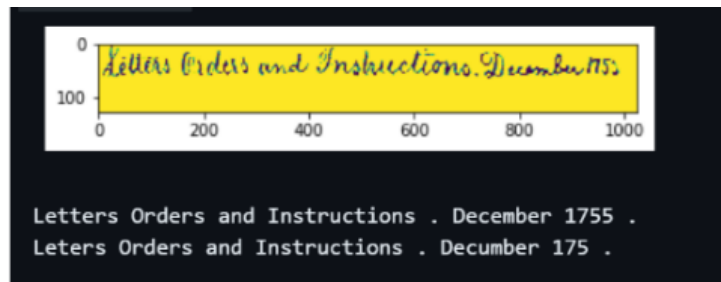 0
Letters Orders and Instructions. December 1755
100
0 200 400 600 800 1000
Letters Orders and Instructions . December 1755 .
Leters Orders and Instructions . Decumber 175 .